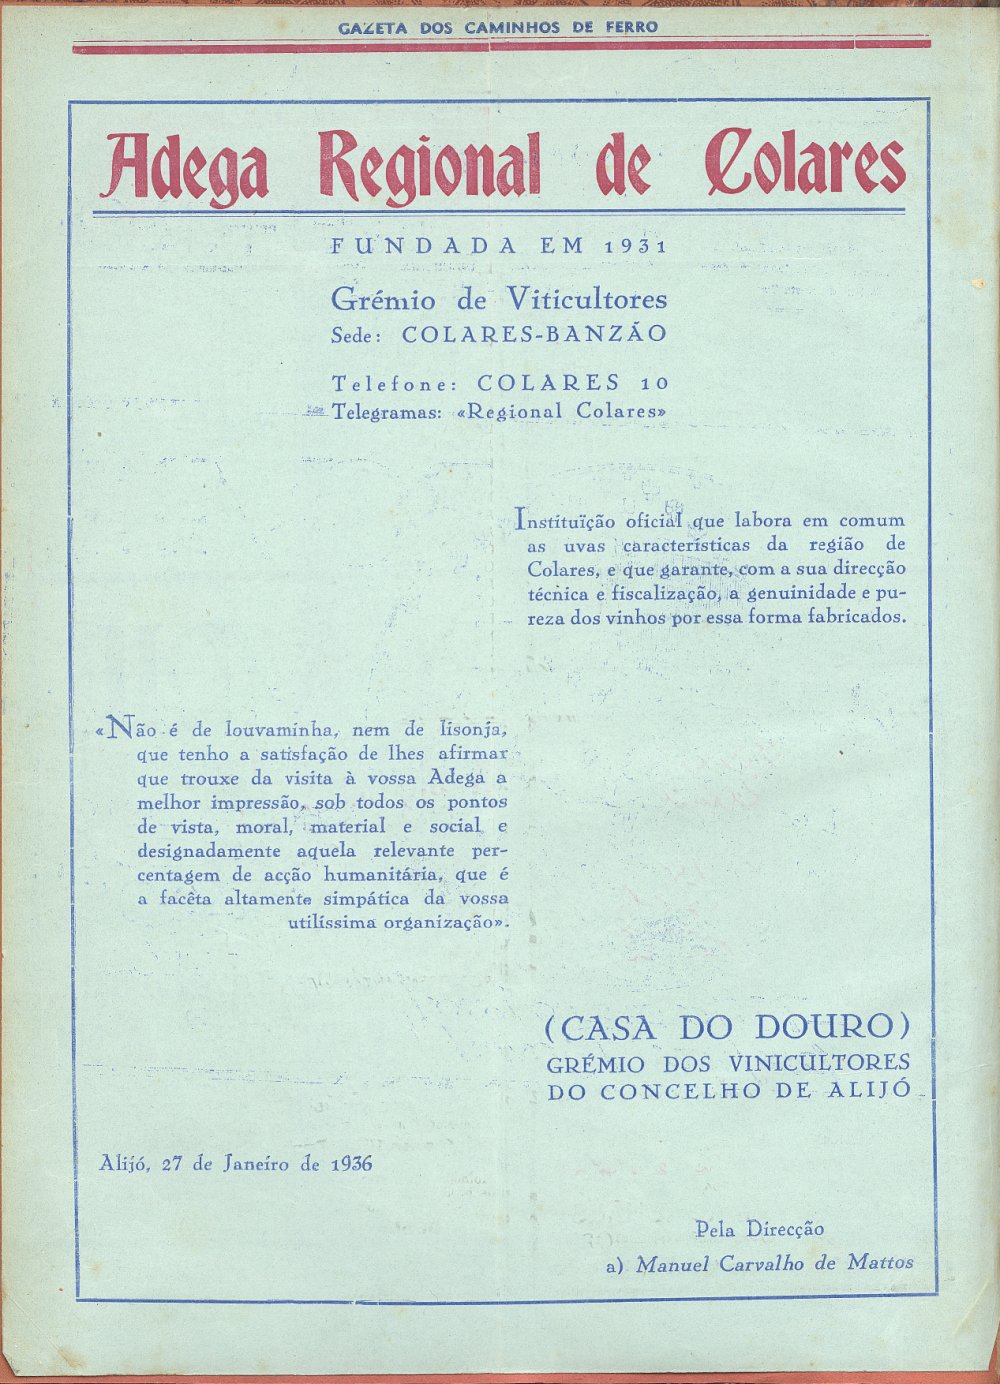 GAZETA DOS CAMINHOS DE FERRO
Adega Regional de Colares
FUNDADA EM 1931
Grémio de Viticultores
Sede: COLARES-BANZÃO
Telefone: COLARES 10
Telegramas: «Regional Colares»
Instituïção oficial que labora em comum
as uvas características da região de
Colares, e que garante, com a sua direcção
técnica e fiscalização, a genuinidade e pu-
reza dos vinhos por essa forma fabricados.
«Não é de louvaminha, nem de lisonja,
que tenho a satisfação de lhes afirmar
que trouxe da visita à vossa Adega a
melhor impressão, sob todos os pontos
de vista, moral, material e social e
designadamente aquela relevante per-
centagem de acção humanitária, que é
a facêta altamente simpática da vossa
utilíssima organização».
(CASA DO DOURO)
GRÉMIO DOS VINICULTORES
DO CONCELHO DE ALIJÓ
Alijó, 27 de Janeiro de 1936
Pela Direcção
a) Manuel Carvalho de Mattos